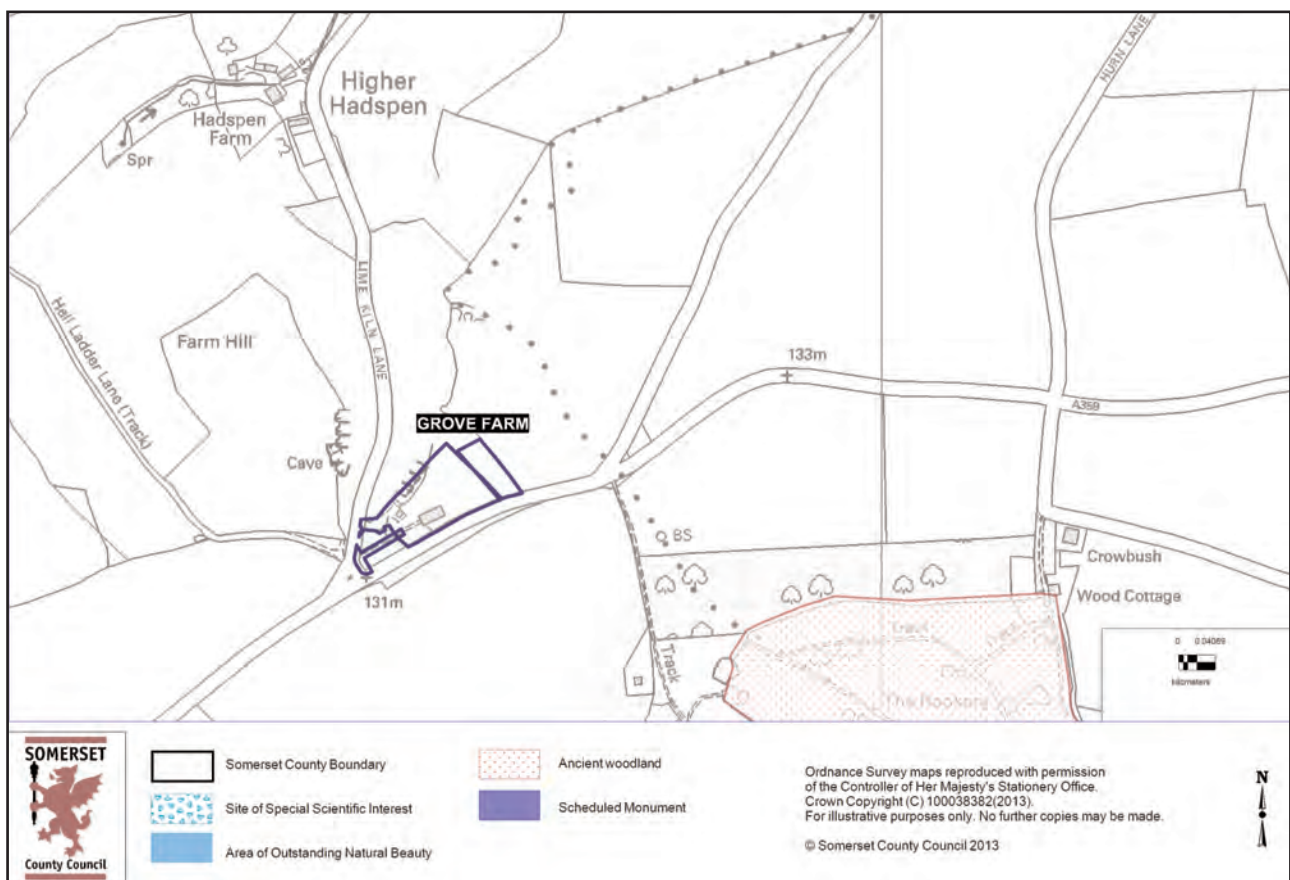 Higher
Hadspen
Hadspen
Farm
Spr
HURN LANE
LIME KILN LANE
Hell Ladder Lane (Track)
Farm Hill
133m
A359
GROVE FARM
Cave
BS
131m
Crowbush
Wood Cottage
Track
Track
The Rookery
0 0.04089
kilometers
SOMERSET
County Council
Somerset County Boundary
Site of Special Scientific Interest
Area of Outstanding Natural Beauty
Ancient woodland
Scheduled Monument
Ordnance Survey maps reproduced with permission
of the Controller of Her Majesty's Stationery Office.
Crown Copyright (C) 100038382(2013).
For illustrative purposes only. No further copies may be made.
© Somerset County Council 2013
N